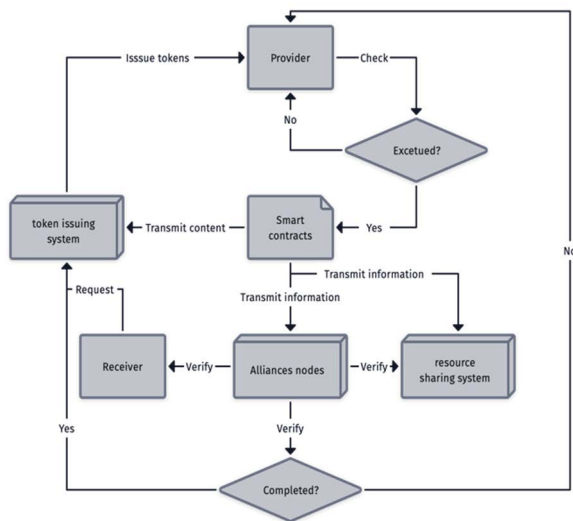 Isssue tokens
Provider
Check
No
Excetued?
token issuing
system
Transmit content
Smart
contracts
Yes
Transmit information
No
Transmit information
Request
Receiver
Verify
Alliances nodes
Verify
resource
sharing system
Yes
Verify
Completed?